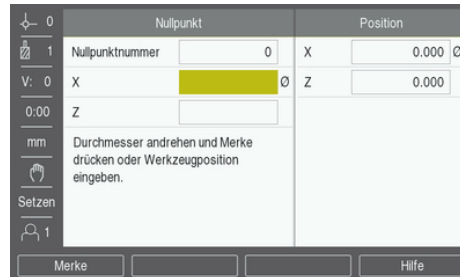 0
Nullpunkt
Position
1
Nullpunktnummer
0
X
0.000
Ø
V: 0
X
Ø
Z
0.000
0:00
Z
mm
Durchmesser andrehen und Merke
drücken oder Werkzeugposition
eingeben.
Setzen
1
Merke
Hilfe